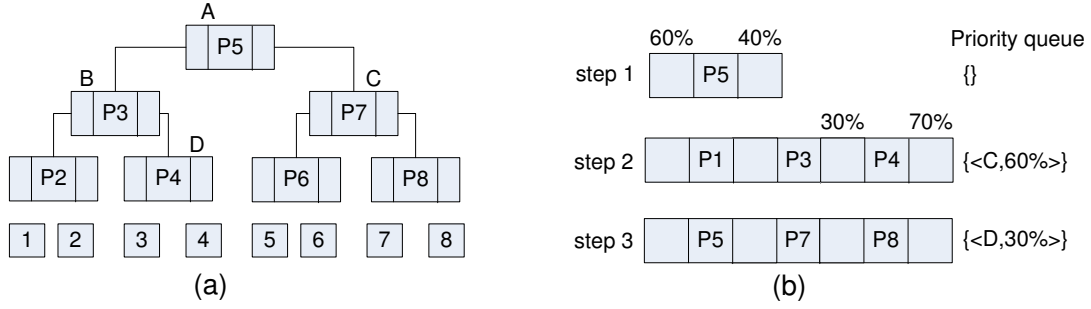 A
P5
B
C
P3
P7
D
P2
P4
P6
P8
1 2 3 4 5 6 7 8
(a)
60% 40% Priority queue
step 1 P5 {}
30% 70%
step 2 P1 P3 P4 {<C,60%>}
step 3 P5 P7 P8 {<D,30%>}
(b)